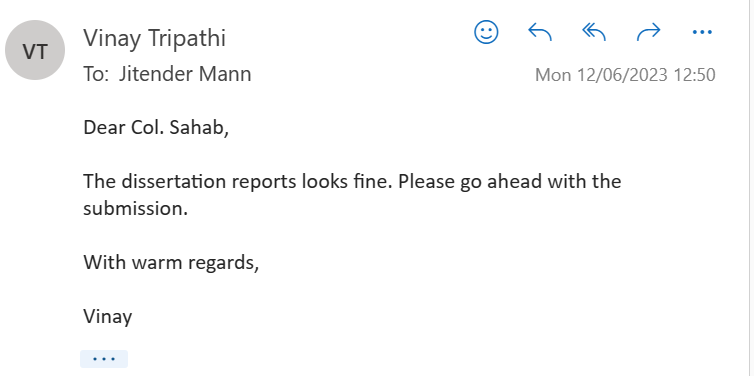 VT
Vinay Tripathi
To: Jitender Mann
Mon 12/06/2023 12:50
Dear Col. Sahab,
The dissertation reports looks fine. Please go ahead with the
submission.
With warm regards,
Vinay